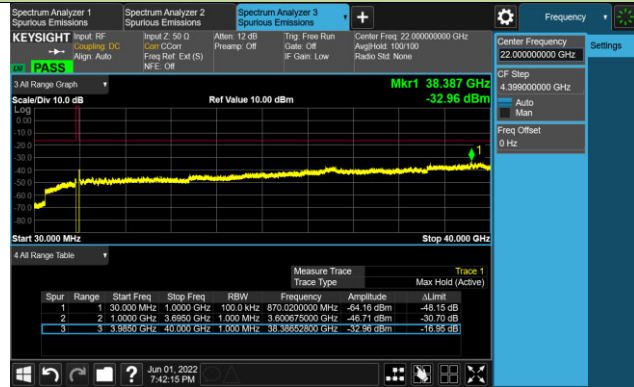 Spectrum Analyzer 1
Spurious Emissions
Spectrum Analyzer 2
Spurious Emissions
Spectrum Analyzer 3
Spurious Emissions
Frequency
KEYSIGHT
Input: RF
Coupling: DC
Align: Auto
Input Z: 50 Ω
Corr CCorr
Freq Ref: Ext (S)
NFE: Off
Atten: 12 dB
Preamp: Off
Trig: Free Run
Gate: Off
IF Gain: Low
Center Freq: 22.000000000 GHz
Avg|Hold: 100/100
Radio Std: None
PASS
Center Frequency
22.000000000 GHz
Settings
CF Step
4.399000000 GHz
Auto
Man
Freq Offset
0 Hz
3 All Range Graph
Mkr1 38.387 GHz
Scale/Div 10.0 dB
Ref Value 10.00 dBm
-32.96 dBm
Log
0.00
-10.0
-20.0
-30.0
-40.0
-50.0
-60.0
-70.0
-80.0
1
Start 30.000 MHz
Stop 40.000 GHz
4 All Range Table
Measure Trace Trace 1
Trace Type Max Hold (Active)
Spur Range Start Freq Stop Freq RBW Frequency Amplitude ΔLimit
1 1 30.000 MHz 1.0000 GHz 100.0 kHz 870.0200000 MHz -64.16 dBm -48.15 dB
2 2 1.0000 GHz 3.6950 GHz 1.000 MHz 3.600675000 GHz -46.71 dBm -30.70 dB
3 3 3.9850 GHz 40.000 GHz 1.000 MHz 38.38652800 GHz -32.96 dBm -16.95 dB
Jun 01, 2022
7:42:15 PM